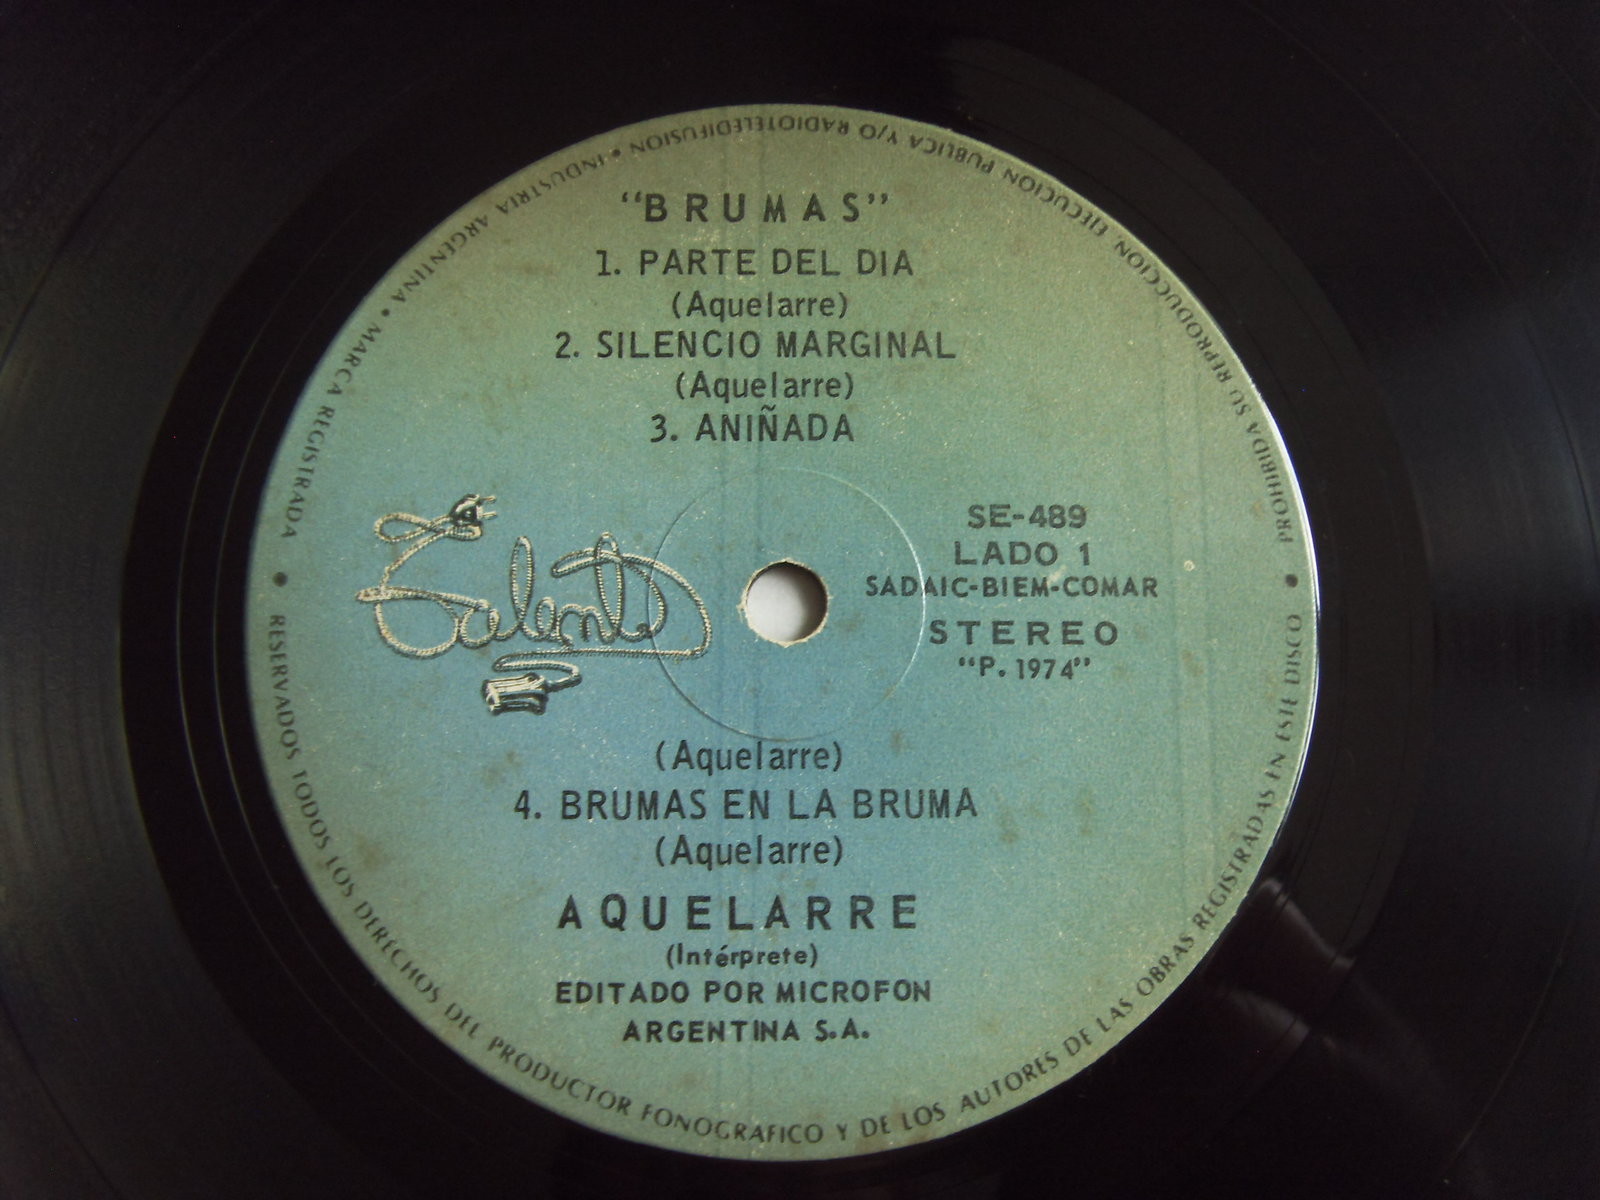 "BRUMAS"
1. PARTE DEL DIA
(Aquelarre)
2. SILENCIO MARGINAL
(Aquelarre)
3. ANIÑADA
Talent
SE-489
LADO 1
SADAIC-BIEM-COMAR
STEREO
"P. 1974"
(Aquelarre)
4. BRUMAS EN LA BRUMA
(Aquelarre)
AQUELARRE
(Intérprete)
EDITADO POR MICROFON
ARGENTINA S.A.
RESERVADOS TODOS LOS DERECHOS DEL PRODUCTOR FONOGRAFICO Y DE LOS AUTORES DE LAS OBRAS REGISTRADAS EN ESTE DISCO • PROHIBIDA SU REPRODUCCION, EJECUCION PUBLICA Y/O RADIOTELEDIFUSION • INDUSTRIA ARGENTINA • MARCA REGISTRADA •